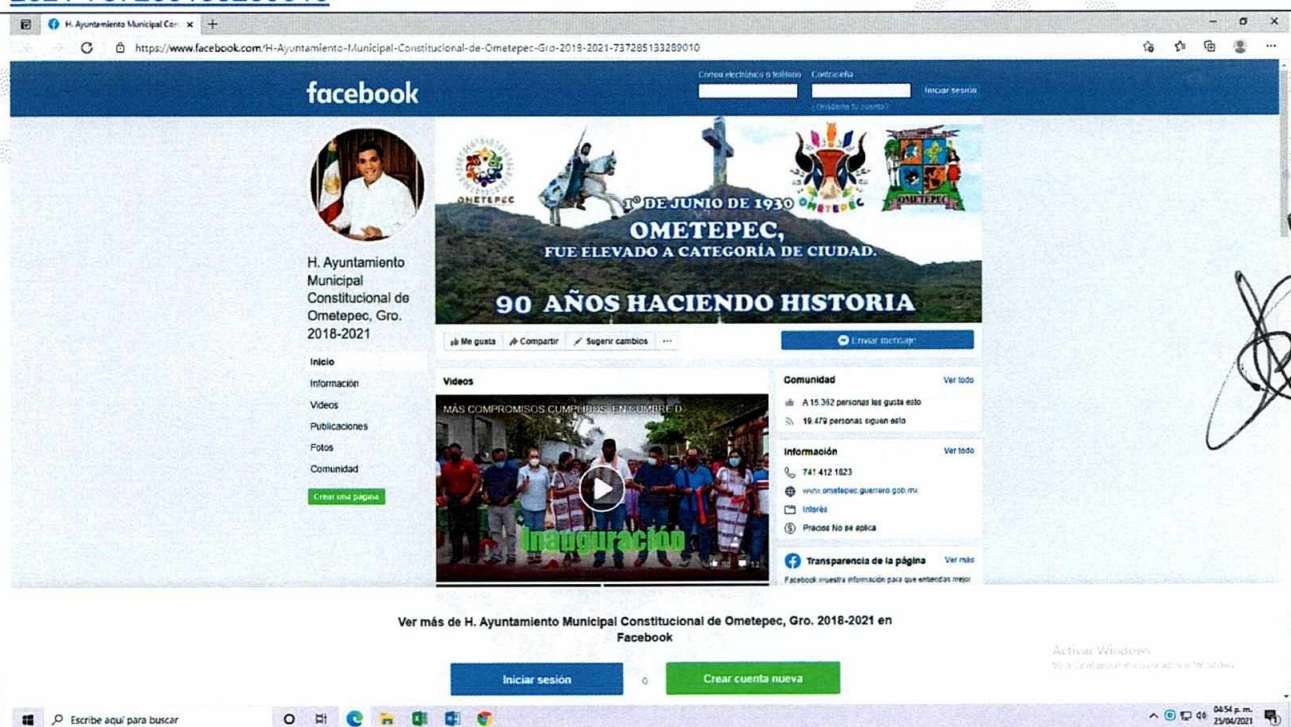 H. Ayuntamiento Municipal Con
https://www.facebook.com/H-Ayuntamiento-Municipal-Constitucional-de-Ometepec-Gro-2018-2021-737285133289010
facebook
Correo electrónico o teléfono
Contraseña
Iniciar sesión
¿Olvidaste tu cuenta?
OMETEPEC
OMETEPEC
OMETEPEC
1º DE JUNIO DE 1930
OMETEPEC,
FUE ELEVADO A CATEGORÍA DE CIUDAD.
90 AÑOS HACIENDO HISTORIA
H. Ayuntamiento
Municipal
Constitucional de
Ometepec, Gro.
2018-2021
Inicio
Información
Videos
Publicaciones
Fotos
Comunidad
Crear una página
Me gusta
Compartir
Sugerir cambios
...
Enviar mensaje
Videos
MÁS COMPROMISOS CUMPLIDOS, EN CUMBRE D
Inauguración
Comunidad
Ver todo
A 15.362 personas les gusta esto
19.479 personas siguen esto
Información
Ver todo
741 412 1823
www.ometepec.guerrero.gob.mx
Interés
Precios No se aplica
Transparencia de la página
Ver más
Facebook muestra información para que entiendas mejor
Ver más de H. Ayuntamiento Municipal Constitucional de Ometepec, Gro. 2018-2021 en
Facebook
Iniciar sesión
o
Crear cuenta nueva
Activar Windows
Escribe aquí para buscar
04:54 p. m.
25/04/2021